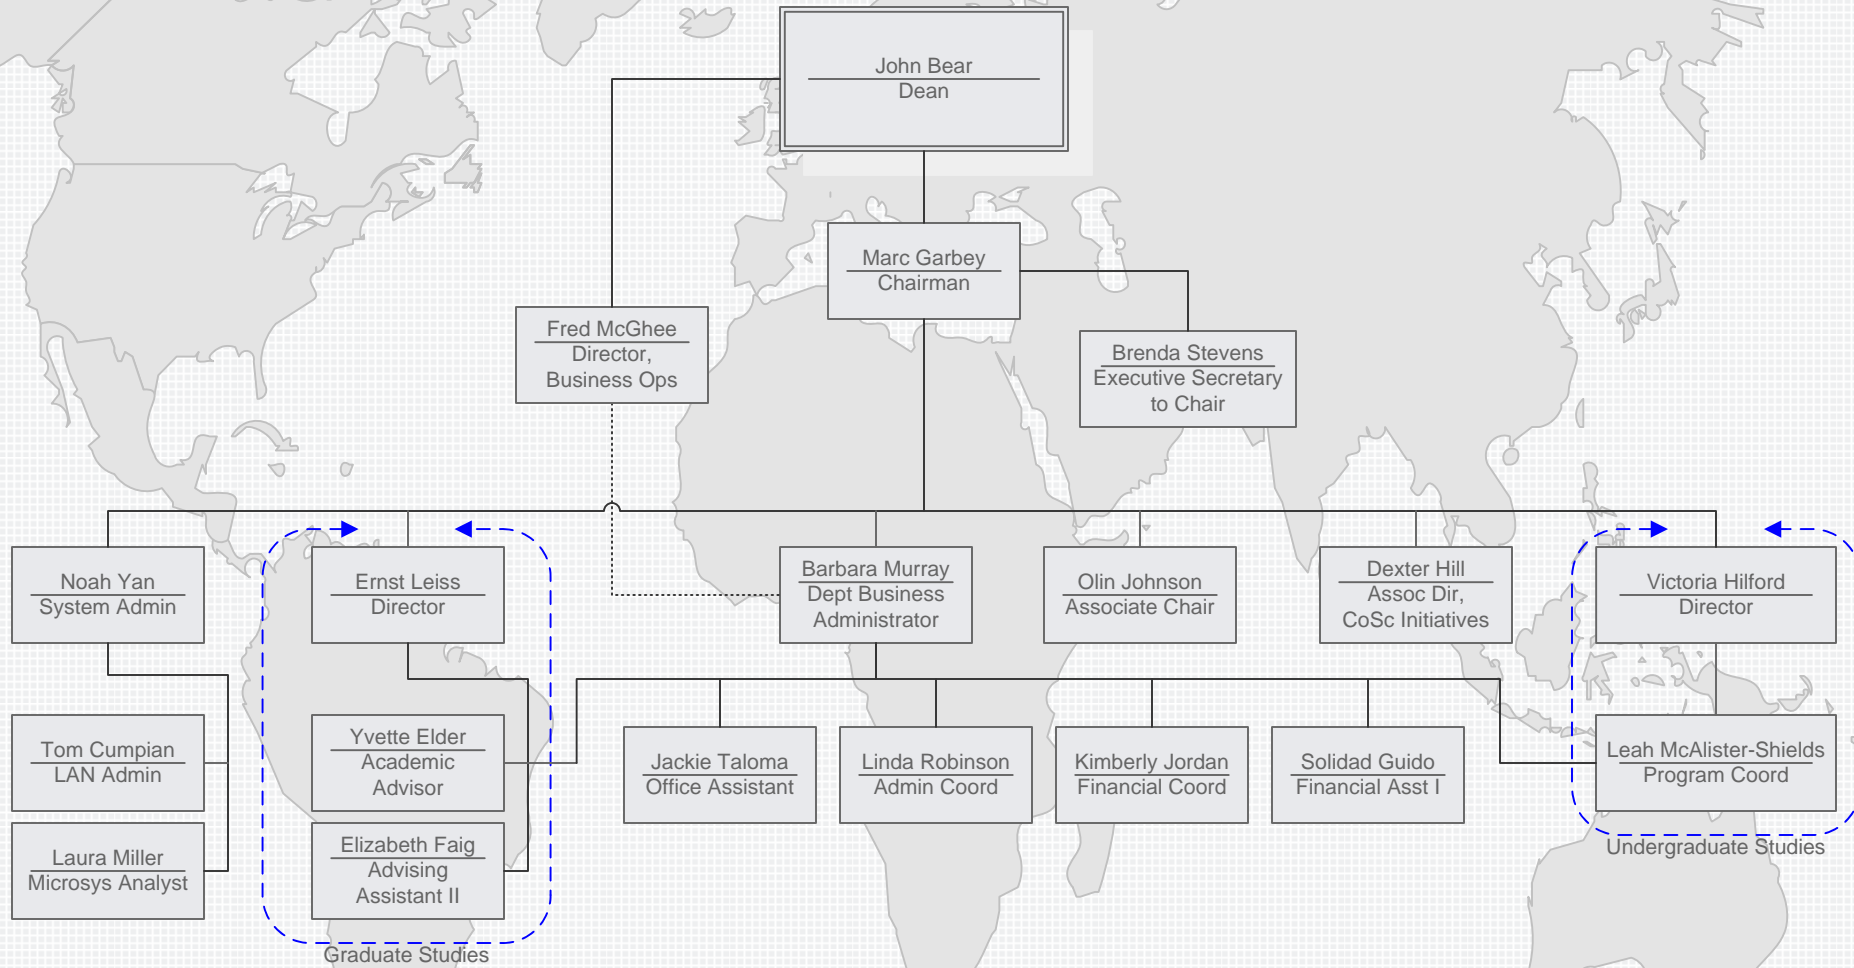 John Bear
Dean
Marc Garbey
Chairman
Fred McGhee
Director,
Business Ops
Brenda Stevens
Executive Secretary
to Chair
Noah Yan
System Admin
Ernst Leiss
Director
Barbara Murray
Dept Business
Administrator
Olin Johnson
Associate Chair
Dexter Hill
Assoc Dir,
CoSc Initiatives
Victoria Hilford
Director
Tom Cumpian
LAN Admin
Yvette Elder
Academic
Advisor
Jackie Taloma
Office Assistant
Linda Robinson
Admin Coord
Kimberly Jordan
Financial Coord
Solidad Guido
Financial Asst I
Leah McAlister-Shields
Program Coord
Laura Miller
Microsys Analyst
Elizabeth Faig
Advising
Assistant II
Undergraduate Studies
Graduate Studies